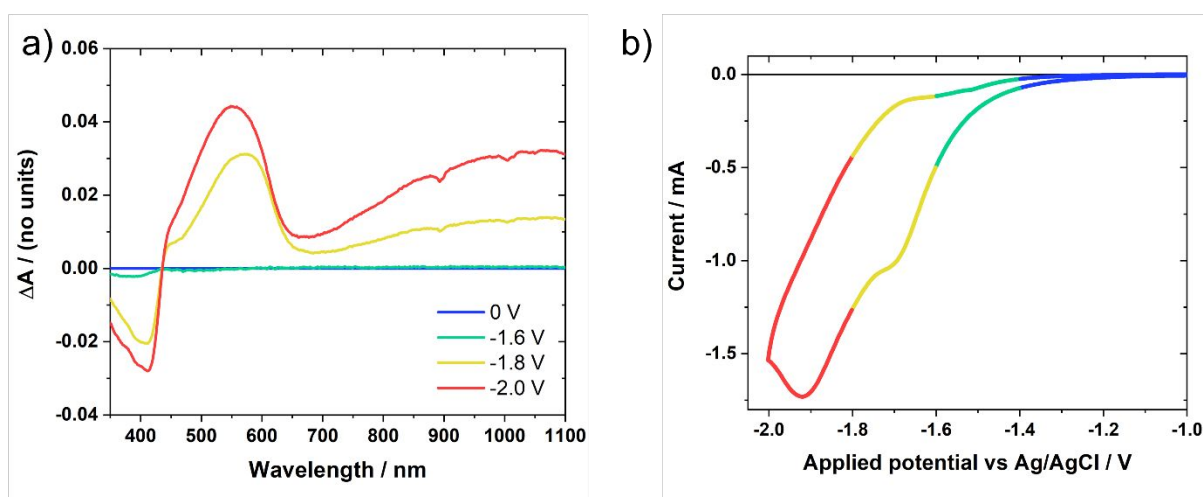 a)
ΔA / (no units)
0.06
0.04
0.02
0.00
-0.02
-0.04
0 V
-1.6 V
-1.8 V
-2.0 V
400 500 600 700 800 900 1000 1100
Wavelength / nm
b)
Current / mA
0.0
-0.5
-1.0
-1.5
-2.0 -1.8 -1.6 -1.4 -1.2 -1.0
Applied potential vs Ag/AgCl / V